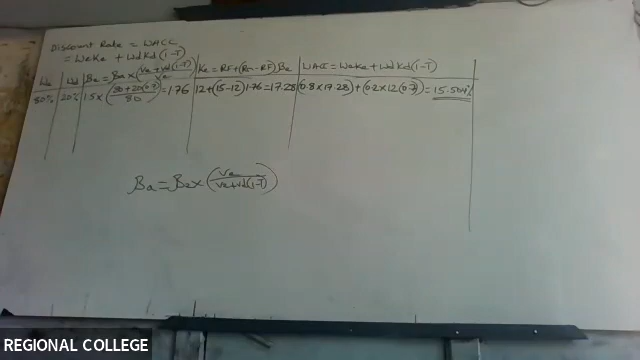 Discount Rate = WACC
= WeKe + WdKd(1-T)
We | Wd | Be = Ba x (Ve + Vd(1-T) / Ve) | Ke = RF + (Rm - RF)Be | WACC = WeKe + WdKd(1-T)
80% | 20% | 1.5 x (80 + 20(0.7) / 80) = 1.76 | 12 + (15-12)1.76 = 17.28 | (0.8 x 17.28) + (0.2 x 12(0.7)) = 15.504%
Ba = Be x (Ve / Ve + Vd(1-T))
REGIONAL COLLEGE